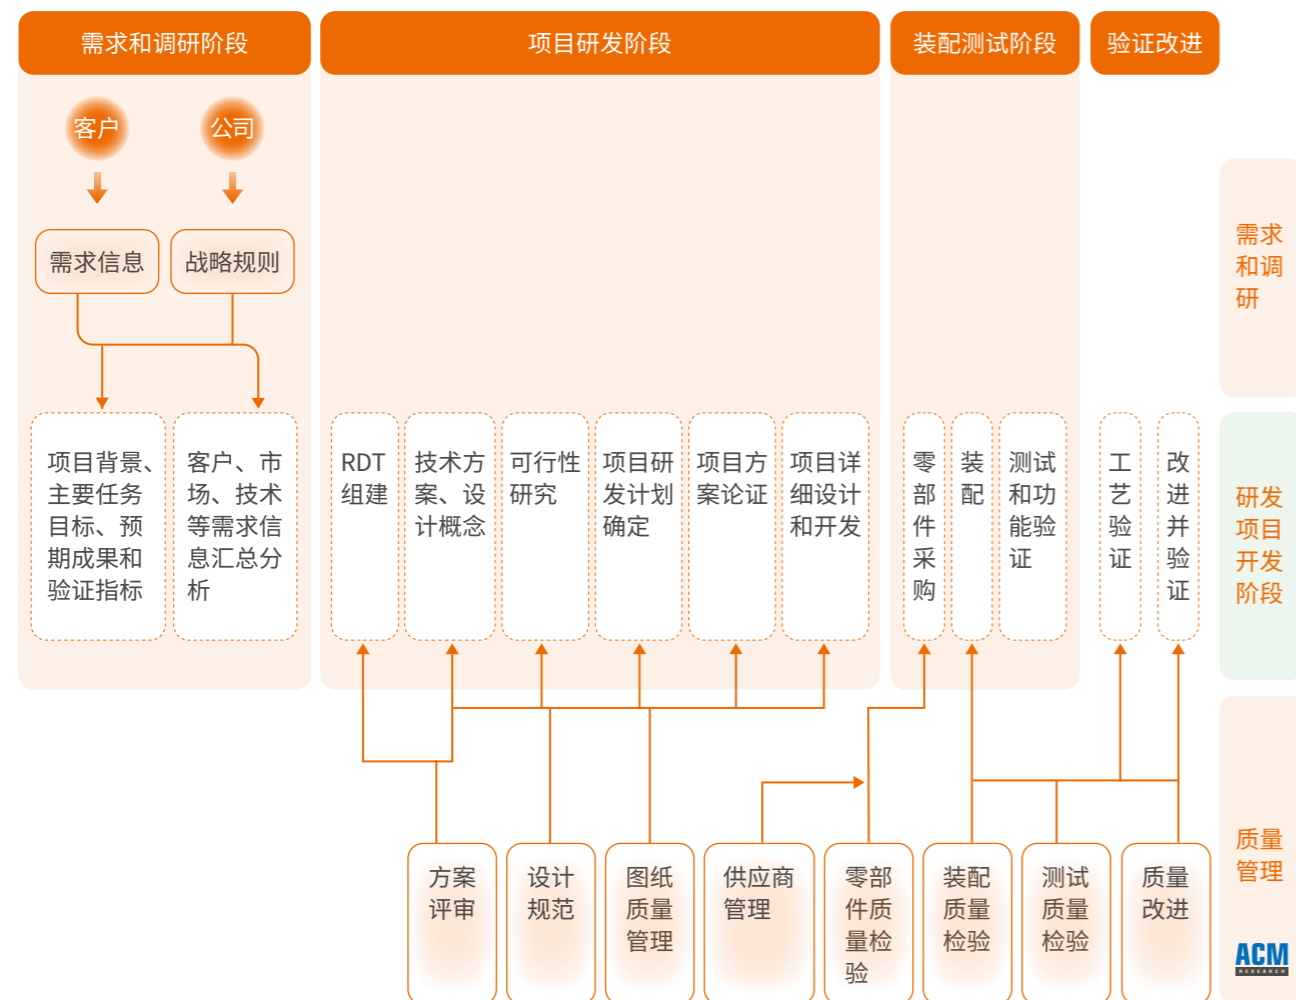 需求和调研阶段
项目研发阶段
装配测试阶段
验证改进
客户
公司
需求信息
战略规则
需求
和调
研
项目背景、
主要任务
目标、预
期成果和
验证指标
客户、市
场、技术
等需求信
息汇总分
析
RDT
组建
技术方
案、设
计概念
可行性
研究
项目研
发计划
确定
项目方
案论证
项目详
细设计
和开发
零
部
件
采
购
装
配
测试
和功
能验
证
工
艺
验
证
改
进
并
验
证
研发
项目
开发
阶段
方案
评审
设计
规范
图纸
质量
管理
供应商
管理
零部
件质
量检
验
装配
质量
检验
测试
质量
检验
质量
改进
质量
管理
ACM
RESEARCH